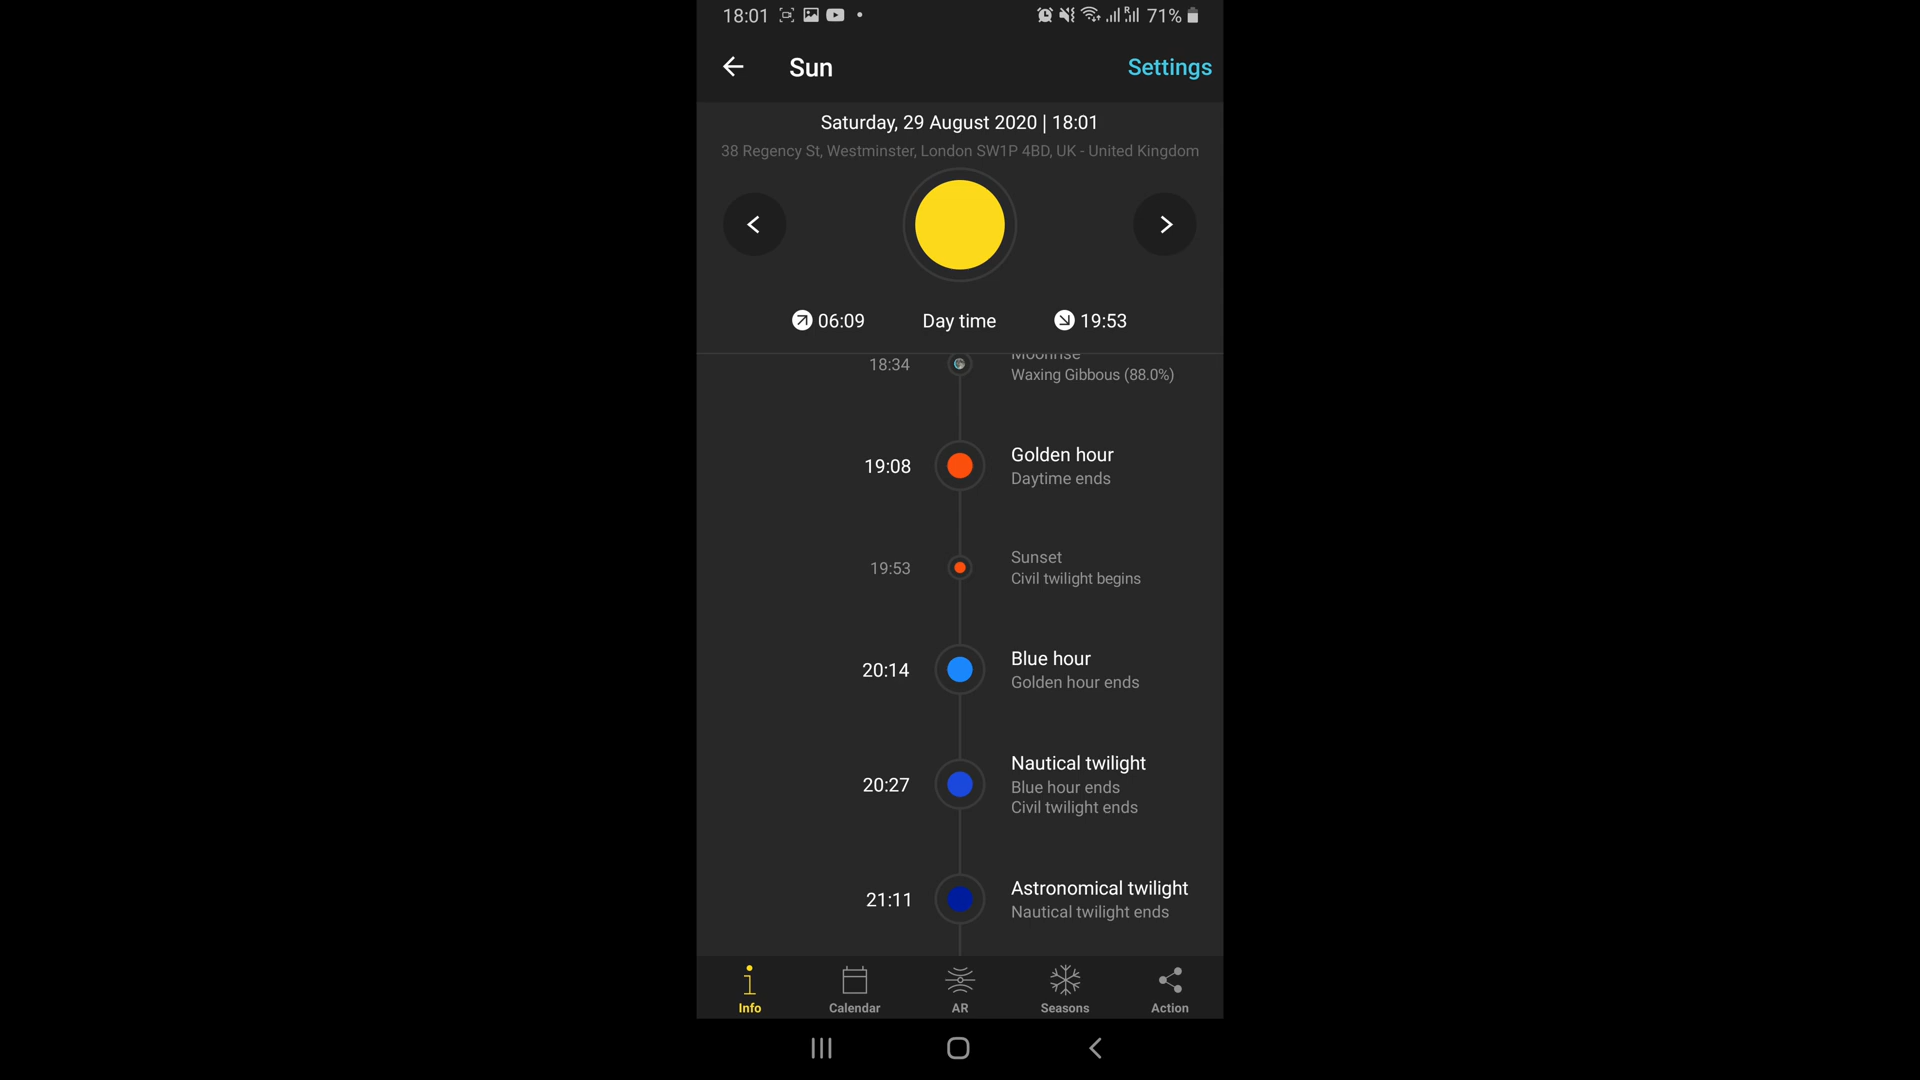 18:01 71%
Sun Settings
Saturday, 29 August 2020 | 18:01
38 Regency St, Westminster, London SW1P 4BD, UK - United Kingdom
06:09 Day time 19:53
Moonrise
18:34 Waxing Gibbous (88.0%)
19:08 Golden hour
Daytime ends
19:53 Sunset
Civil twilight begins
20:14 Blue hour
Golden hour ends
20:27 Nautical twilight
Blue hour ends
Civil twilight ends
21:11 Astronomical twilight
Nautical twilight ends
Info Calendar AR Seasons Action